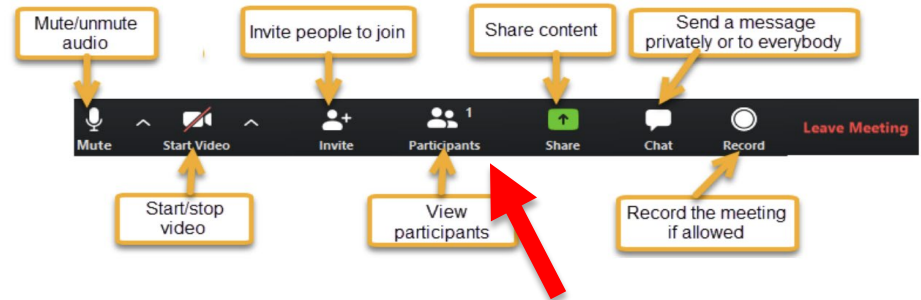 Mute/unmute
audio
Invite people to join
Share content
Send a message
privately or to everybody
Mute
Start Video
Invite
Participants
1
Share
Chat
Record
Leave Meeting
Start/stop
video
View
participants
Record the meeting
if allowed